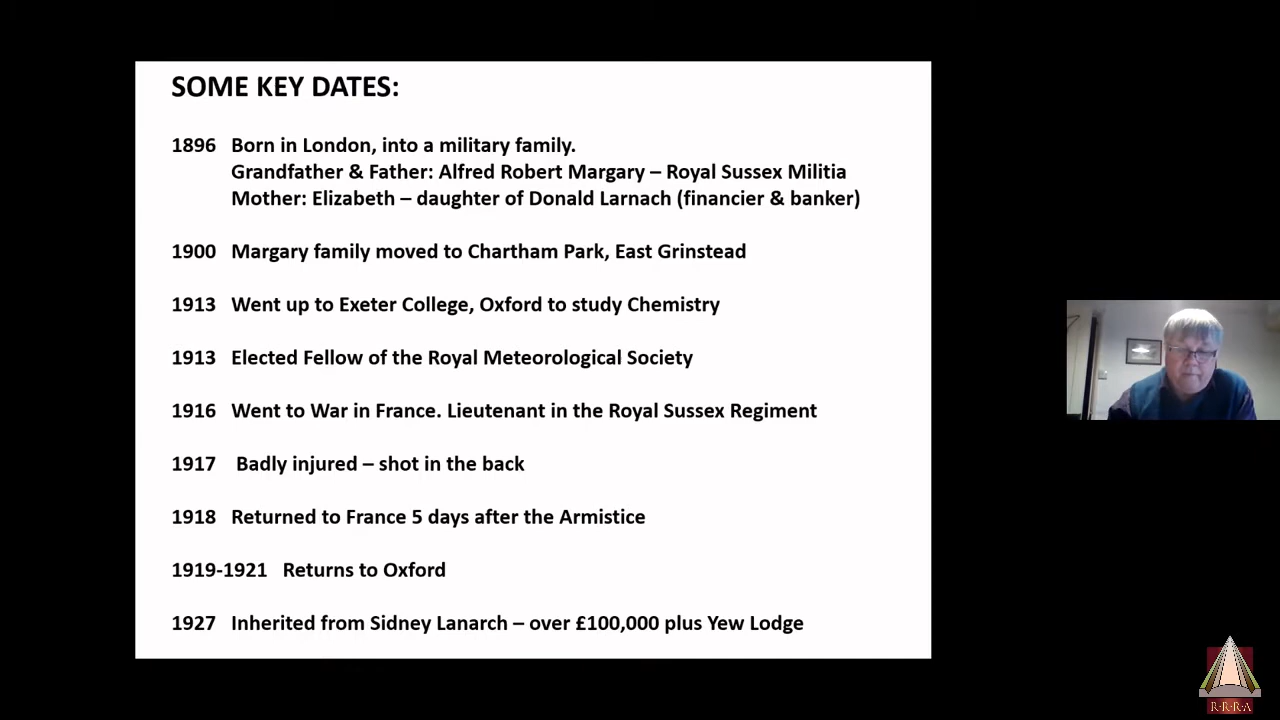 SOME KEY DATES:
1896 Born in London, into a military family.
Grandfather & Father: Alfred Robert Margary – Royal Sussex Militia
Mother: Elizabeth – daughter of Donald Larnach (financier & banker)
1900 Margary family moved to Chartham Park, East Grinstead
1913 Went up to Exeter College, Oxford to study Chemistry
1913 Elected Fellow of the Royal Meteorological Society
1916 Went to War in France. Lieutenant in the Royal Sussex Regiment
1917 Badly injured – shot in the back
1918 Returned to France 5 days after the Armistice
1919-1921 Returns to Oxford
1927 Inherited from Sidney Lanarch – over £100,000 plus Yew Lodge
R·R·R·A